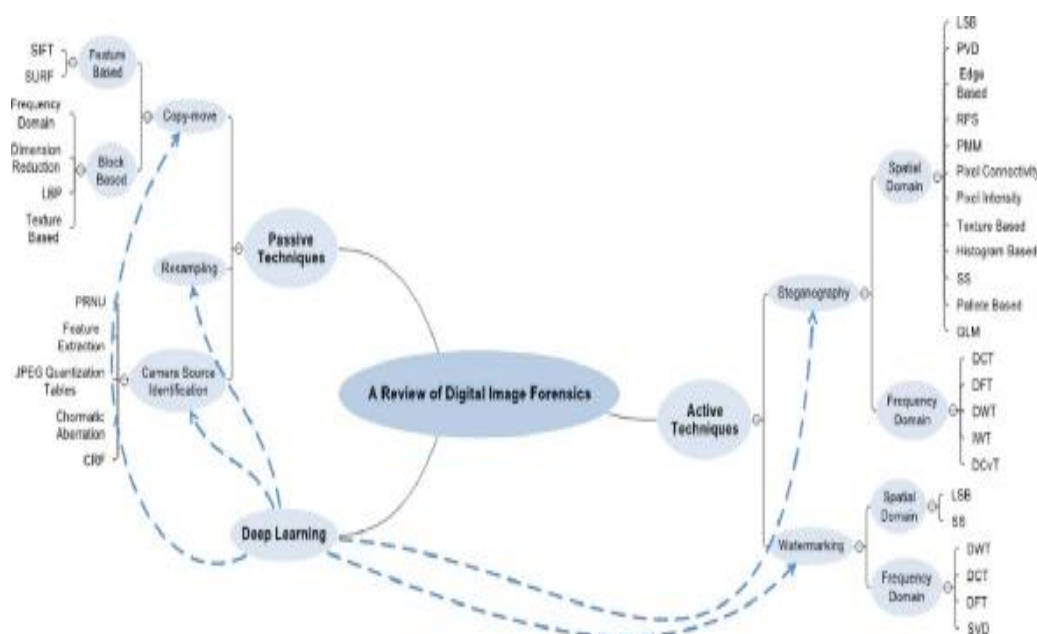 SIFT
SURF
Feature
Based
Frequency
Domain
Dimension
Reduction
LBP
Texture
Based
Block
Based
Copy-move
Resampling
Passive
Techniques
PRNU
Feature
Extraction
JPEG Quantization
Tables
Chormatic
Aberration
CRF
Camera Source
Identification
Deep Learning
A Review of Digital Image Forensics
Active
Techniques
Steganography
Spatial
Domain
LSB
PVD
Edge
Based
RPS
PMM
Pixel Connectivity
Pixel Intensity
Texture Based
Histogram Based
SS
Pallete Based
GLM
Frequency
Domain
DCT
DFT
DWT
IWT
DCvT
Watermarking
Spatial
Domain
LSB
SS
Frequency
Domain
DWT
DCT
DFT
SVD